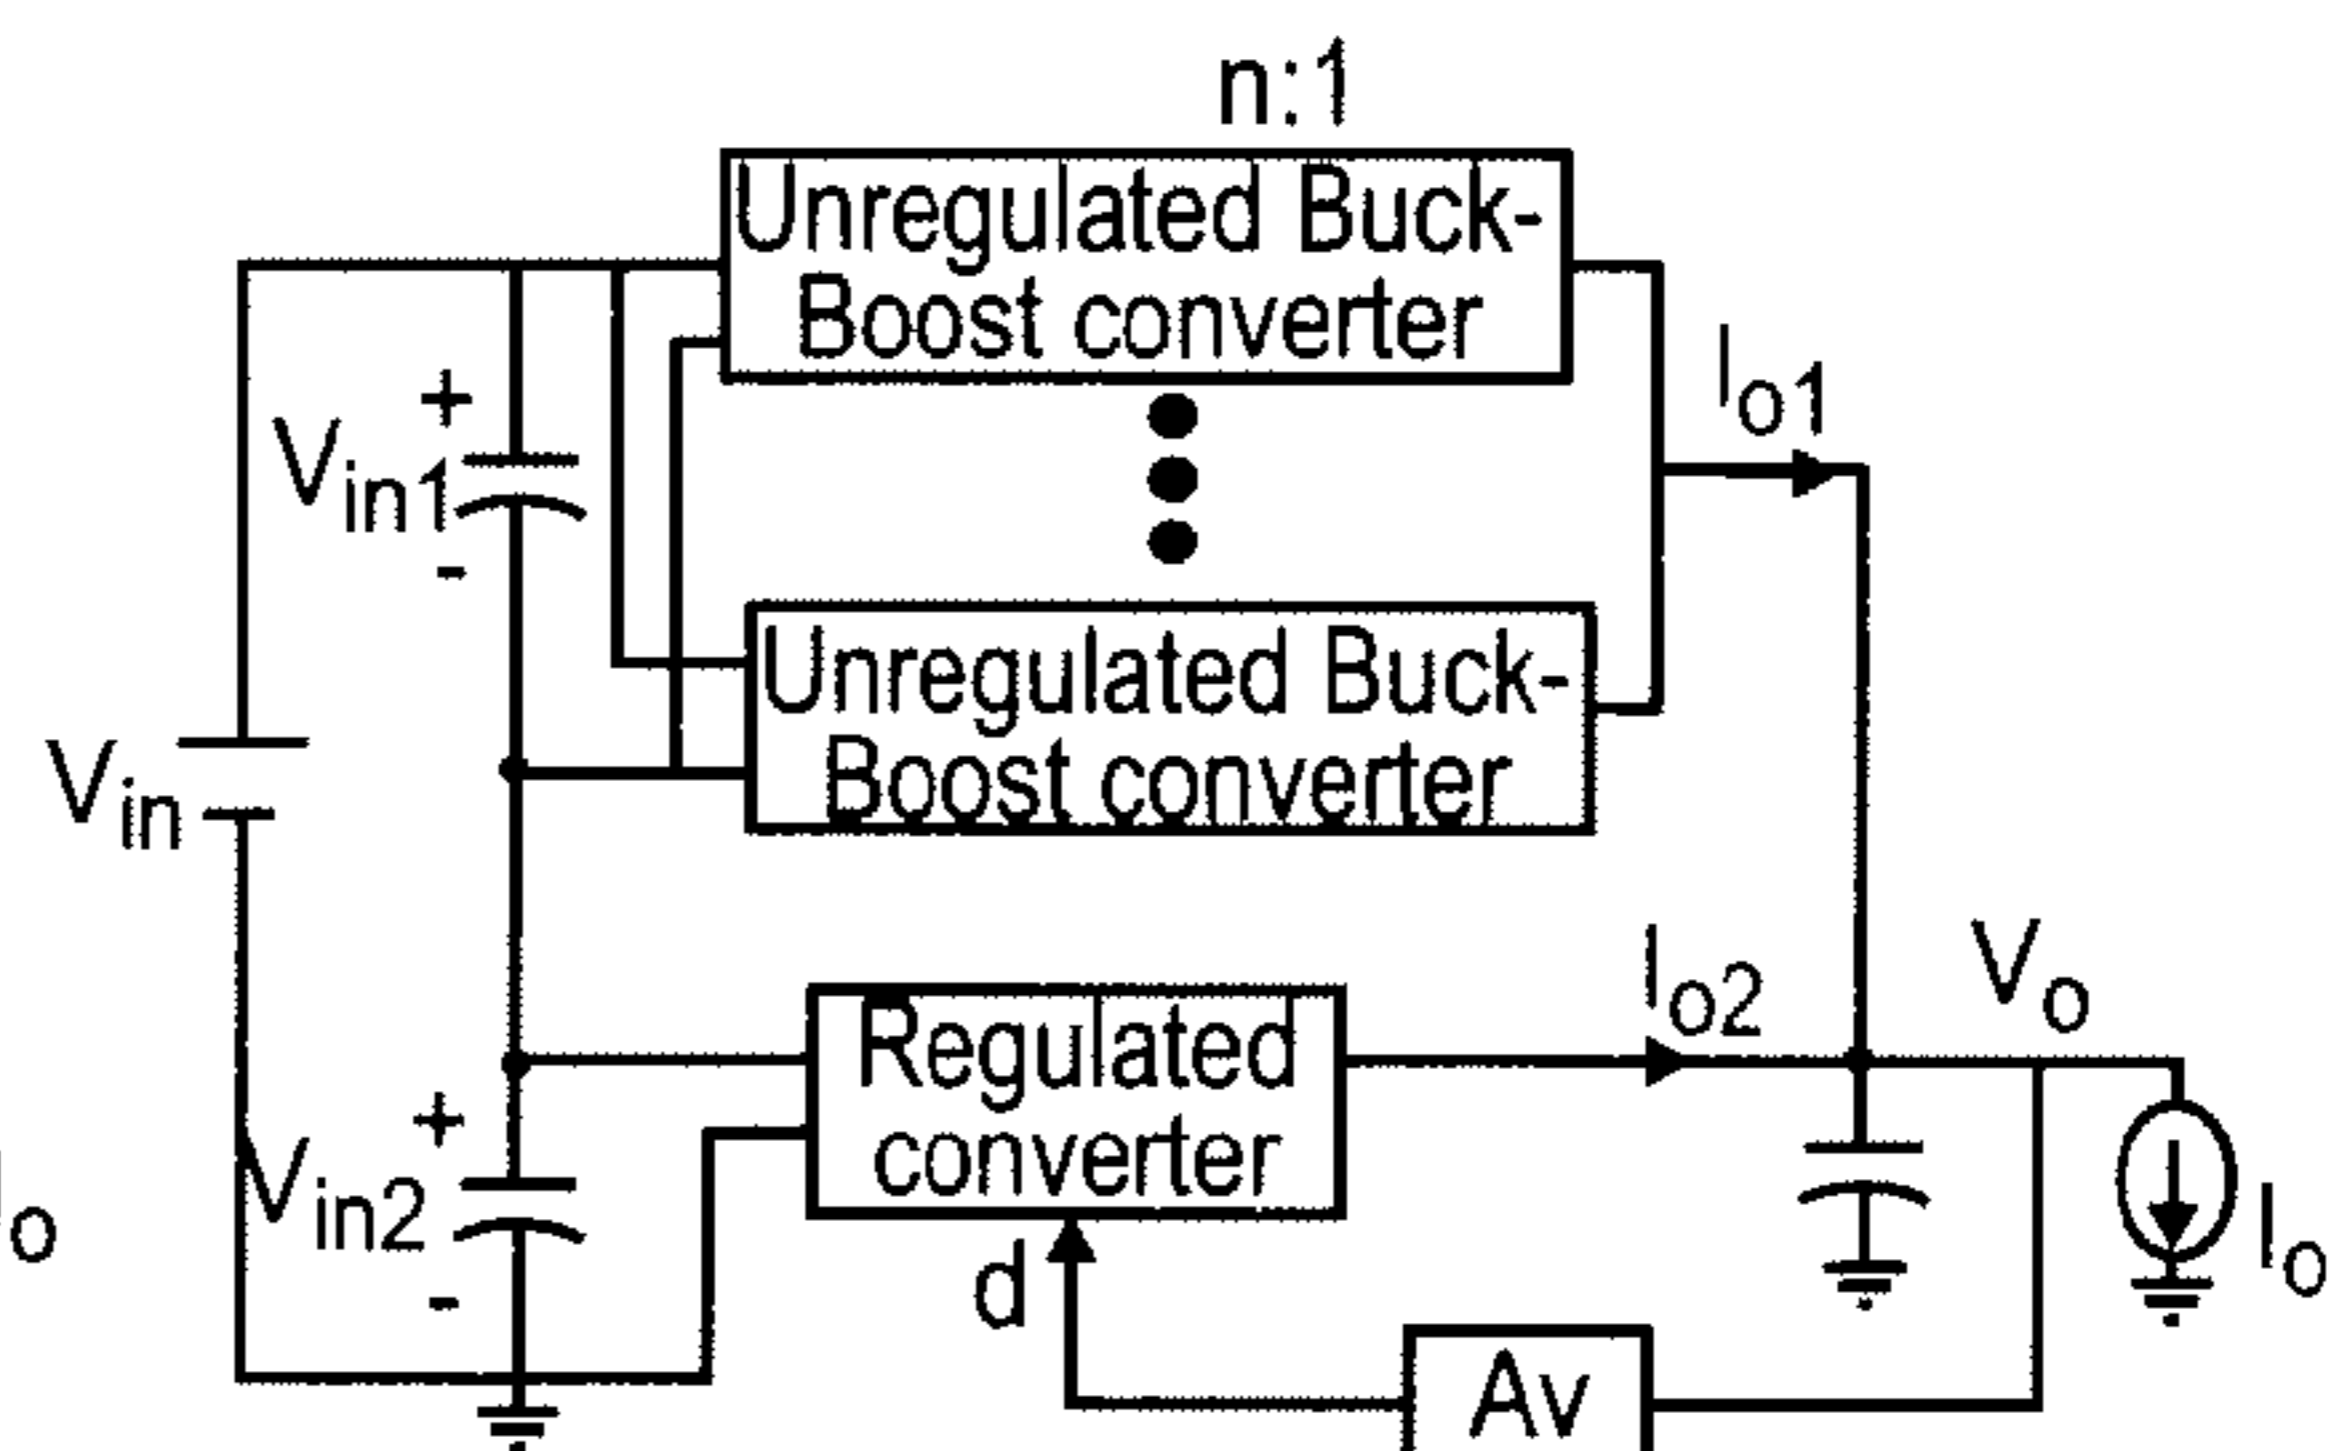 n:1
Unregulated Buck-
Boost converter
Io1
+
Vin1
-
Unregulated Buck-
Boost converter
Vin
Io2
Vo
Regulated
converter
+
Vin2
-
o
d
Io
Av